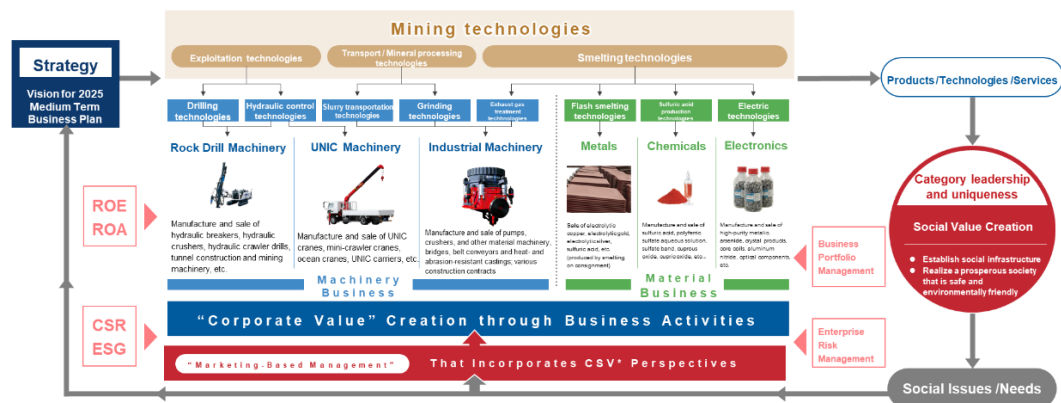 Mining technologies
Exploitation technologies
Transport / Mineral processing
technologies
Smelting technologies
Strategy
Vision for 2025
Medium Term
Business Plan
Products/Technologies/Services
Drilling
technologies
Hydraulic control
technologies
Slurry transportation
technologies
Grinding
technologies
Exhaust gas
treatment technologies
Flash smelting
technologies
Sulfuric acid
production technologies
Electric
technologies
Rock Drill Machinery
UNIC Machinery
Industrial Machinery
Metals
Chemicals
Electronics
Manufacture and sale of
hydraulic breakers, hydraulic
crushers, hydraulic crawler drills,
tunnel construction and mining
machinery, etc.
Manufacture and sale of UNIC
cranes, mini-crawler cranes,
ocean cranes, UNIC carriers, etc.
Manufacture and sale of pumps,
crushers, and other material machinery,
bridges, belt conveyors and heat- and
abrasion-resistant castings; various
construction contracts
Sale of electrolytic
copper, electrolytic gold,
electrolytic silver,
sulfuric acid, etc.
(produced by smelting
on consignment)
Manufacture and sales of
sulfuric acid, polyferric
sulfate aqueous solution,
sulfate band, cuprous
oxide, cupric oxide, etc.
Manufacture and sales of
high-purity metallic
arsenide, crystal products,
core coils, aluminum
nitride, optical components,
etc.
Machinery
Business
Material
Business
ROE
ROA
CSR
ESG
Business
Portfolio
Management
Enterprise
Risk
Management
Category leadership
and uniqueness
Social Value Creation
● Establish social infrastructure
● Realize a prosperous society
that is safe and
environmentally friendly
"Corporate Value" Creation through Business Activities
"Marketing-Based Management" That Incorporates CSV* Perspectives
Social Issues /Needs